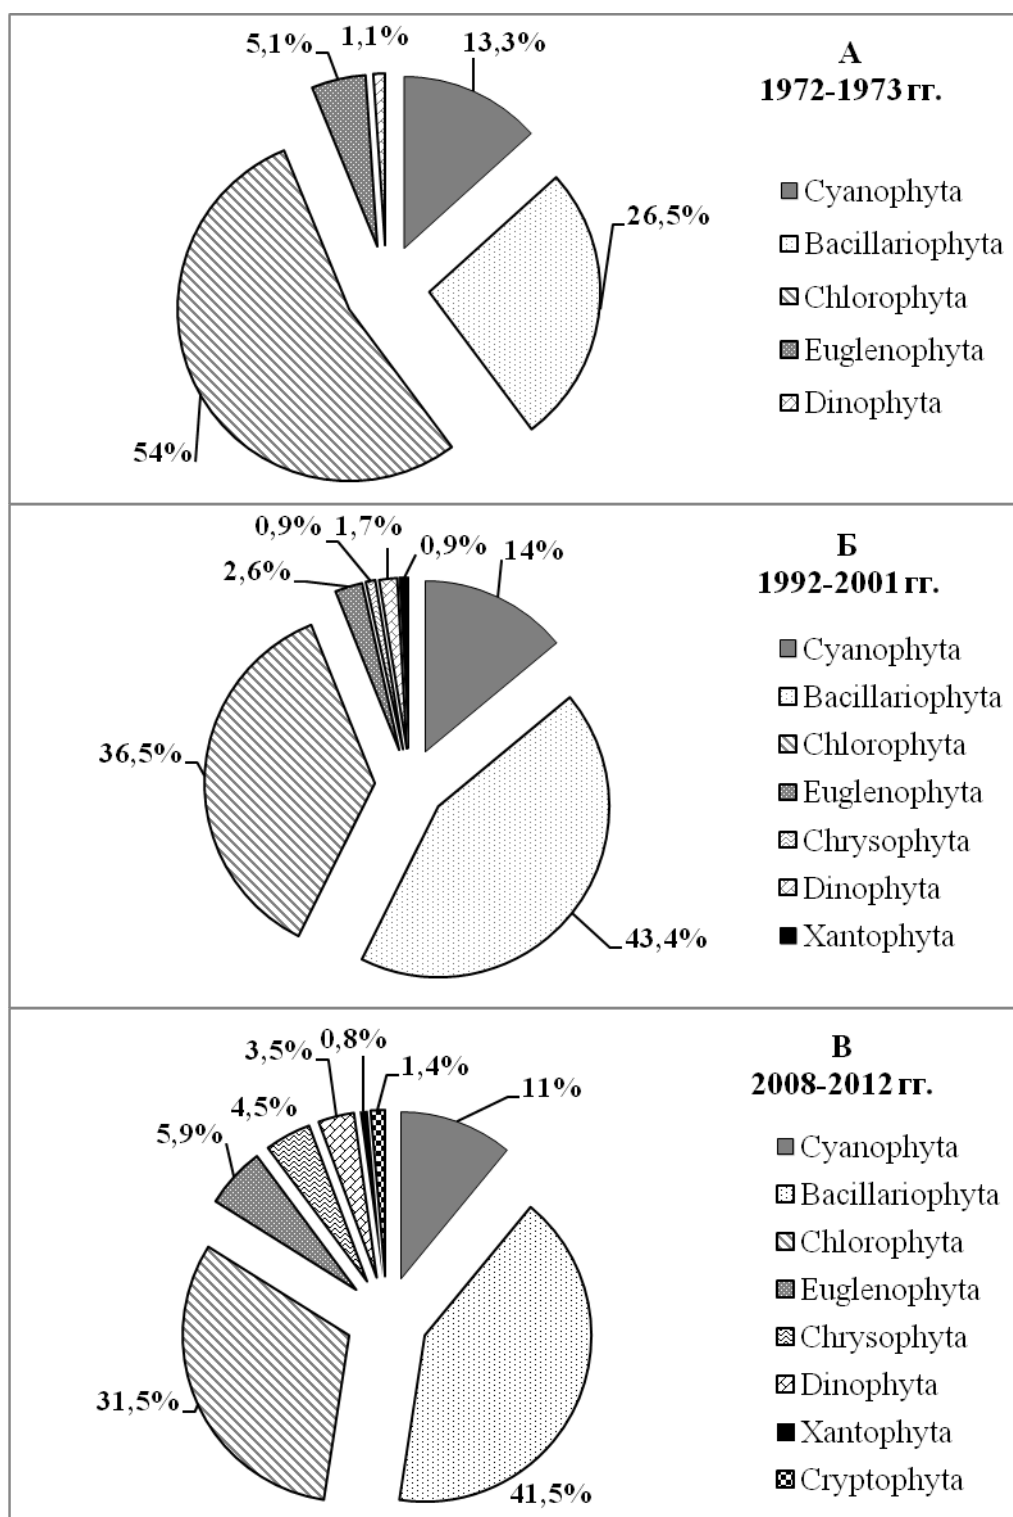 5,1%
1,1%
13,3%
26,5%
54%
А
1972-1973 гг.
Cyanophyta
Bacillariophyta
Chlorophyta
Euglenophyta
Dinophyta
0,9%
1,7%
0,9%
14%
2,6%
36,5%
43,4%
Б
1992-2001 гг.
Cyanophyta
Bacillariophyta
Chlorophyta
Euglenophyta
Chrysophyta
Dinophyta
Xantophyta
3,5%
0,8%
1,4%
11%
4,5%
5,9%
31,5%
41,5%
В
2008-2012 гг.
Cyanophyta
Bacillariophyta
Chlorophyta
Euglenophyta
Chrysophyta
Dinophyta
Xantophyta
Cryptophyta